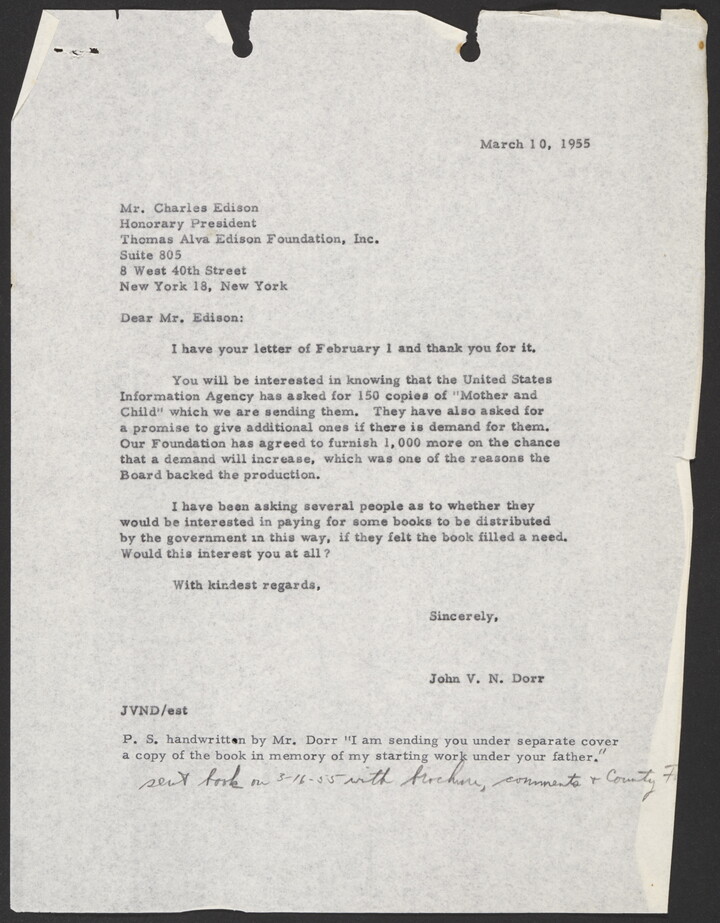 March 10, 1955
Mr. Charles Edison
Honorary President
Thomas Alva Edison Foundation, Inc.
Suite 805
8 West 40th Street
New York 18, New York
Dear Mr. Edison:
I have your letter of February 1 and thank you for it.
You will be interested in knowing that the United States
Information Agency has asked for 150 copies of "Mother and
Child" which we are sending them. They have also asked for
a promise to give additional ones if there is demand for them.
Our Foundation has agreed to furnish 1,000 more on the chance
that a demand will increase, which was one of the reasons the
Board backed the production.
I have been asking several people as to whether they
would be interested in paying for some books to be distributed
by the government in this way, if they felt the book filled a need.
Would this interest you at all?
With kindest regards,
Sincerely,
John V. N. Dorr
JVND/est
P. S. handwritten by Mr. Dorr "I am sending you under separate cover
a copy of the book in memory of my starting work under your father."
sent book on 3-16-55 with brochure, comments + County